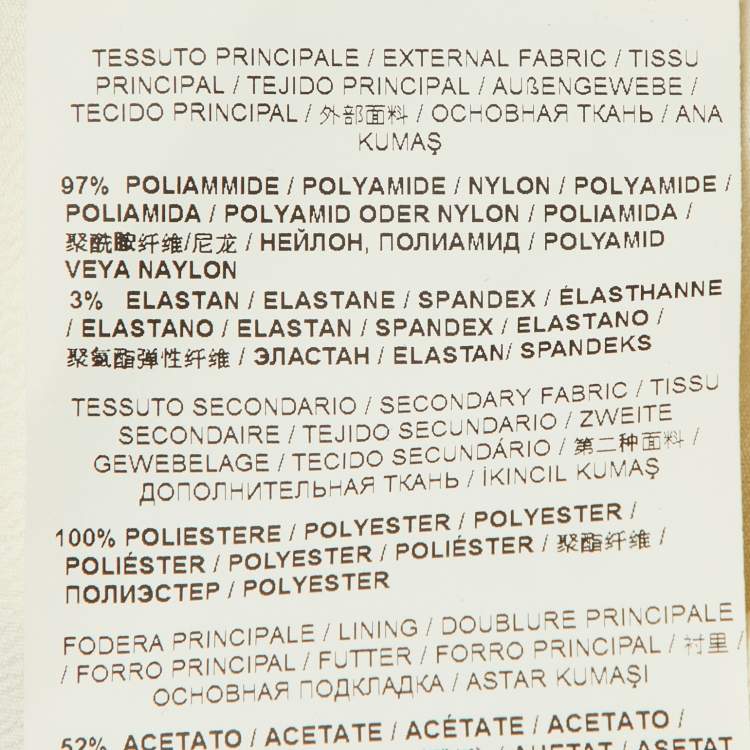 TESSUTO PRINCIPALE / EXTERNAL FABRIC / TISSU
PRINCIPAL / TEJIDO PRINCIPAL / AUßENGEWEBE /
TECIDO PRINCIPAL / 外部面料 / ОСНОВНАЯ ТКАНЬ / ANA
KUMAŞ
97% POLIAMMIDE / POLYAMIDE / NYLON / POLYAMIDE /
POLIAMIDA / POLYAMID ODER NYLON / POLIAMIDA /
聚酰胺纤维/尼龙 / НЕЙЛОН, ПОЛИАМИД / POLYAMID
VEYA NAYLON
3% ELASTAN / ELASTANE / SPANDEX / ÉLASTHANNE
/ ELASTANO / ELASTAN / SPANDEX / ELASTANO /
聚氨酯弹性纤维 / ЭЛАСТАН / ELASTAN/ SPANDEKS
TESSUTO SECONDARIO / SECONDARY FABRIC / TISSU
SECONDAIRE / TEJIDO SECUNDARIO / ZWEITE
GEWEBELAGE / TECIDO SECUNDÁRIO / 第二种面料 /
ДОПОЛНИТЕЛЬНАЯ ТКАНЬ / İKINCIL KUMAŞ
100% POLIESTERE / POLYESTER / POLYESTER /
POLIÉSTER / POLYESTER / POLIÉSTER / 聚酯纤维 /
ПОЛИЭСТЕР / POLYESTER
FODERA PRINCIPALE / LINING / DOUBLURE PRINCIPALE
/ FORRO PRINCIPAL / FUTTER / FORRO PRINCIPAL / 衬里 /
ОСНОВНАЯ ПОДКЛАДКА / ASTAR KUMAŞI
52% ACETATO / ACETATE / ACÉTATE / ACETATO /